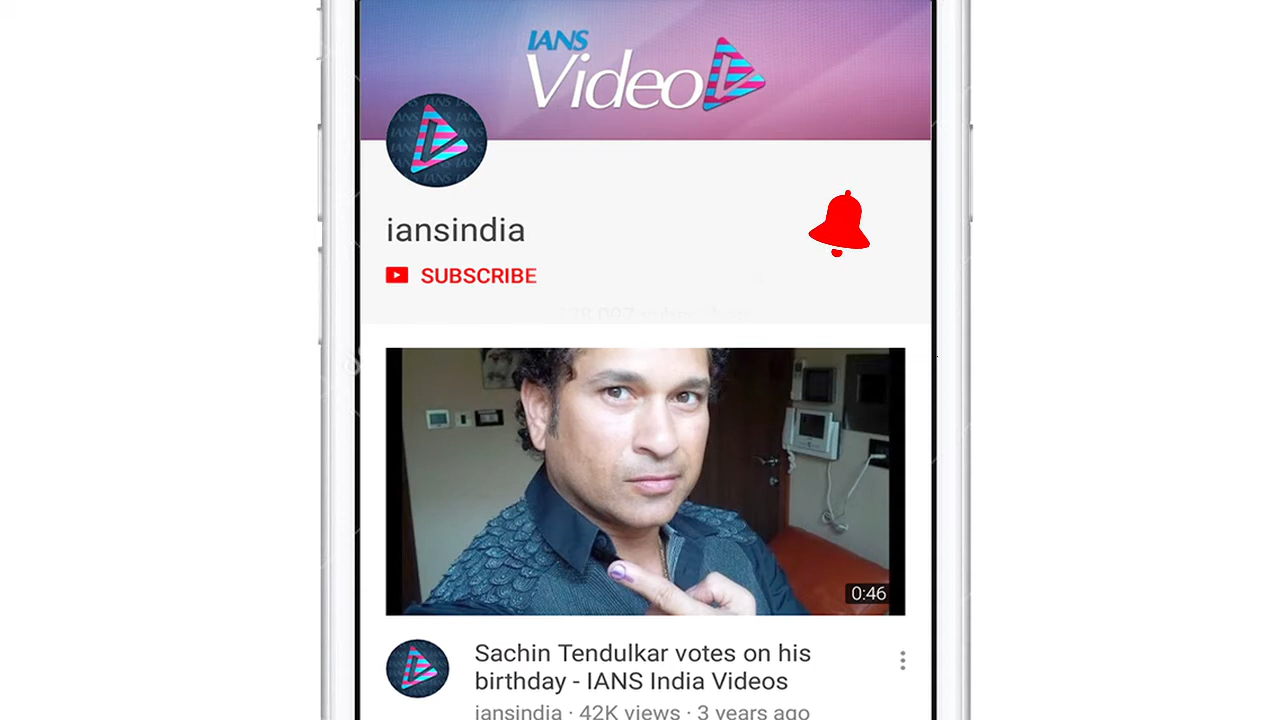 IANS
Video
iansindia
SUBSCRIBE
0:46
Sachin Tendulkar votes on his
birthday - IANS India Videos
iansindia · 42K views · 3 years ago